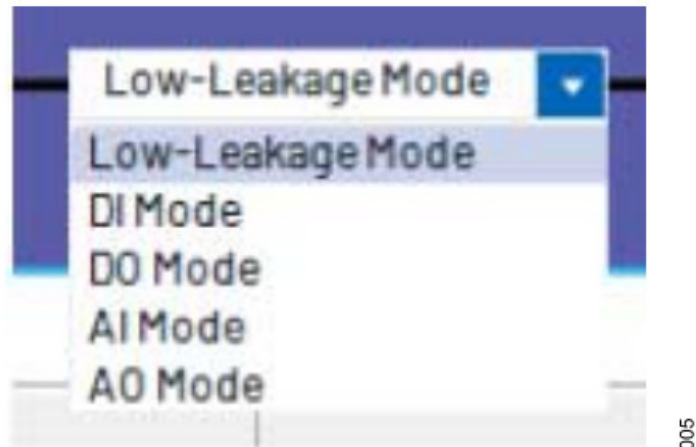 Low-Leakage Mode
Low-Leakage Mode
DI Mode
DO Mode
AI Mode
AO Mode
005